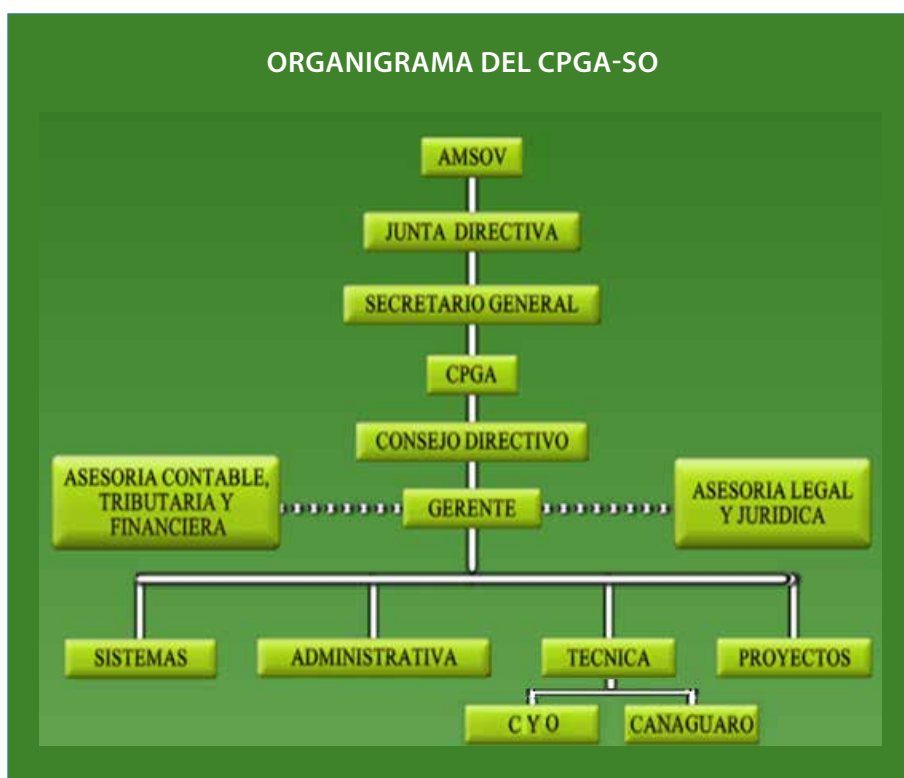 ORGANIGRAMA DEL CPGA-SO
AMSOV
JUNTA DIRECTIVA
SECRETARIO GENERAL
CPGA
CONSEJO DIRECTIVO
ASESORIA CONTABLE,
TRIBUTARIA Y
FINANCIERA
GERENTE
ASESORIA LEGAL
Y JURIDICA
SISTEMAS
ADMINISTRATIVA
TECNICA
PROYECTOS
C Y O
CANAGUARO